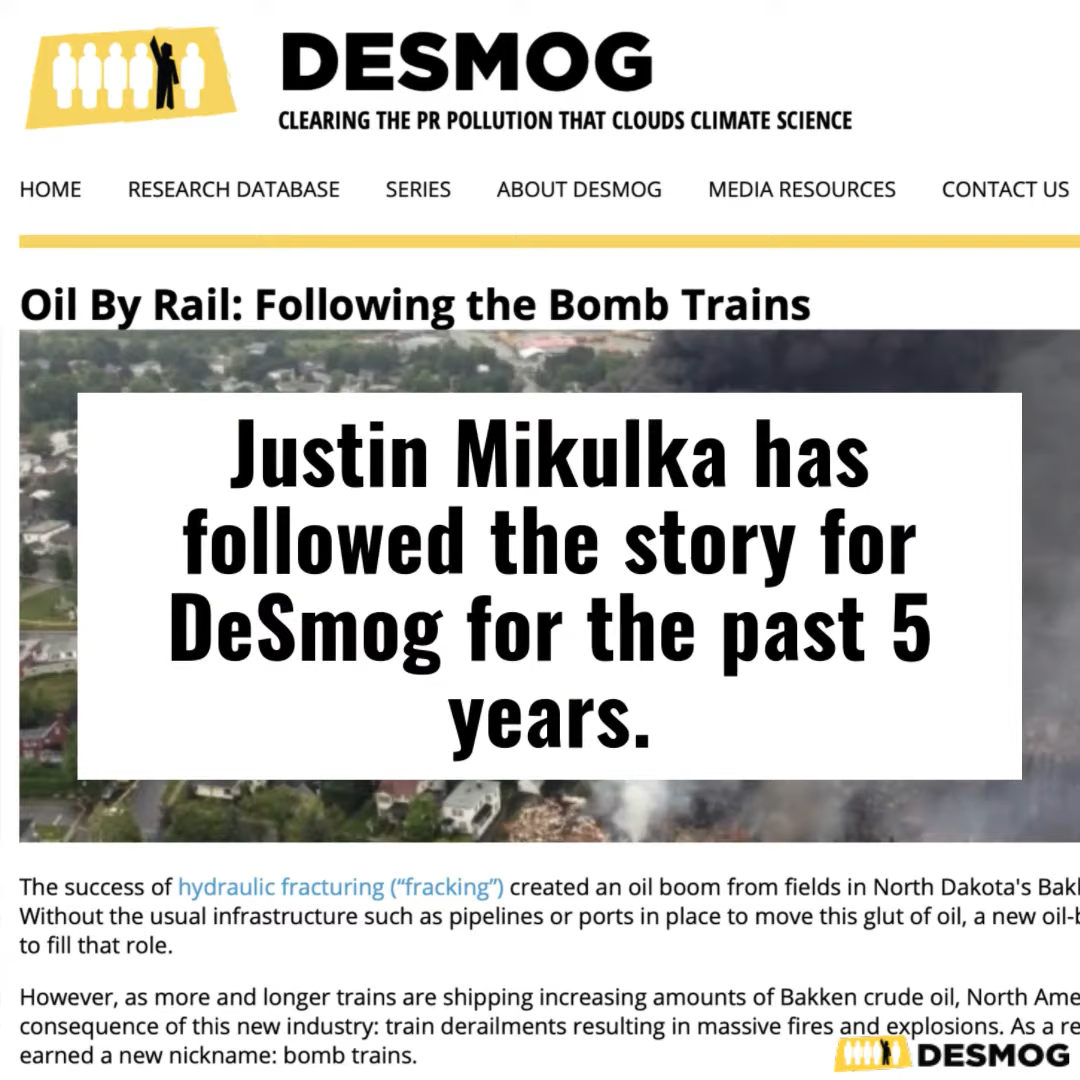 DESMOG
CLEARING THE PR POLLUTION THAT CLOUDS CLIMATE SCIENCE
HOME RESEARCH DATABASE SERIES ABOUT DESMOG MEDIA RESOURCES CONTACT US
Oil By Rail: Following the Bomb Trains
Justin Mikulka has
followed the story for
DeSmog for the past 5
years.
The success of hydraulic fracturing (“fracking”) created an oil boom from fields in North Dakota's
Without the usual infrastructure such as pipelines or ports in place to move this glut of oil, a new
to fill that role.
However, as more and longer trains are shipping increasing amounts of Bakken crude oil, North
consequence of this new industry: train derailments resulting in massive fires and explosions. As a
earned a new nickname: bomb trains.
DESMOG